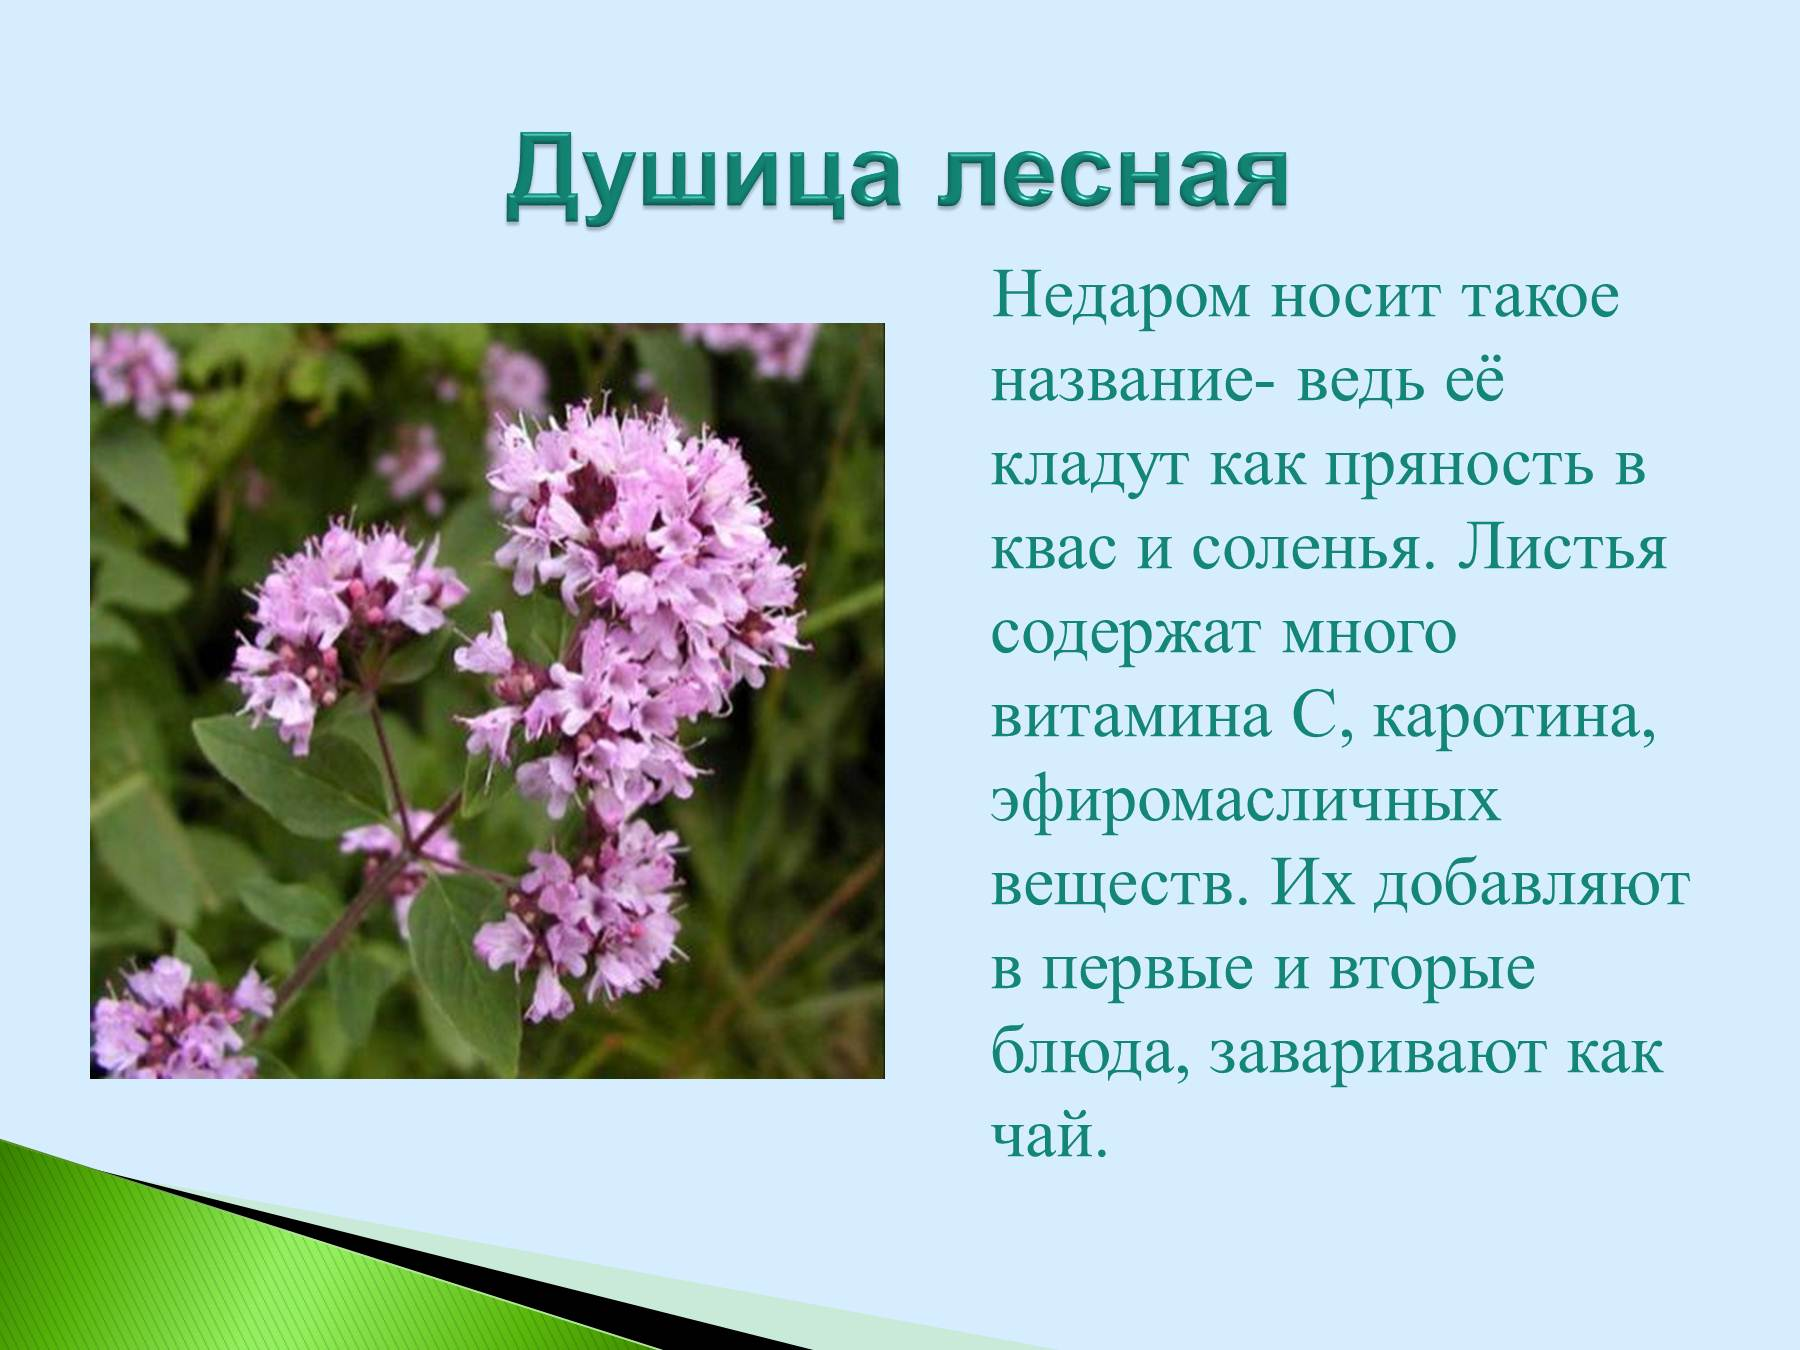 Душица лесная
Недаром носит такое
название- ведь её
кладут как пряность в
квас и соленья. Листья
содержат много
витамина С, каротина,
эфиромасличных
веществ. Их добавляют
в первые и вторые
блюда, заваривают как
чай.